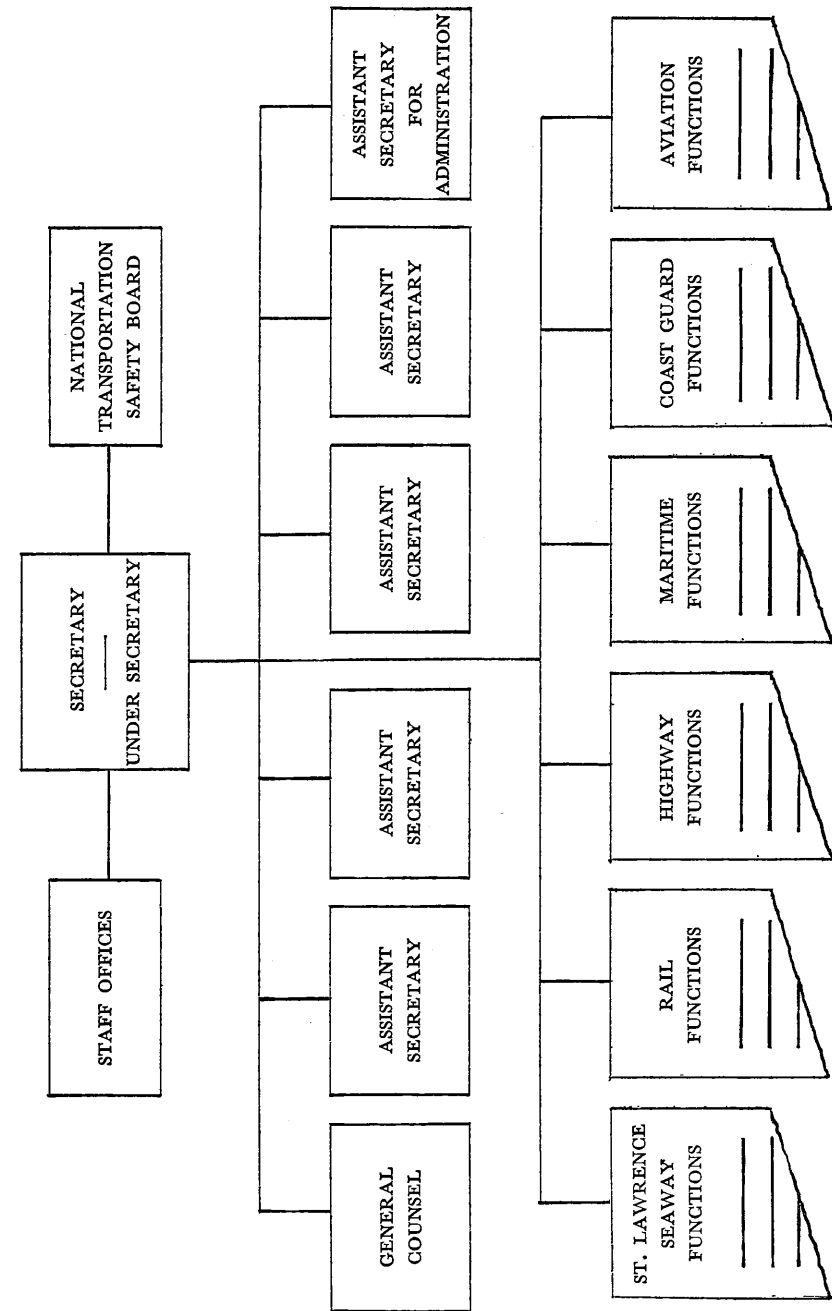 STAFF OFFICES
SECRETARY
UNDER SECRETARY
NATIONAL
TRANSPORTATION
SAFETY BOARD
GENERAL
COUNSEL
ASSISTANT
SECRETARY
ASSISTANT
SECRETARY
ASSISTANT
SECRETARY
ASSISTANT
SECRETARY
ASSISTANT
SECRETARY
FOR
ADMINISTRATION
ST. LAWRENCE
SEAWAY
FUNCTIONS
RAIL
FUNCTIONS
HIGHWAY
FUNCTIONS
MARITIME
FUNCTIONS
COAST GUARD
FUNCTIONS
AVIATION
FUNCTIONS